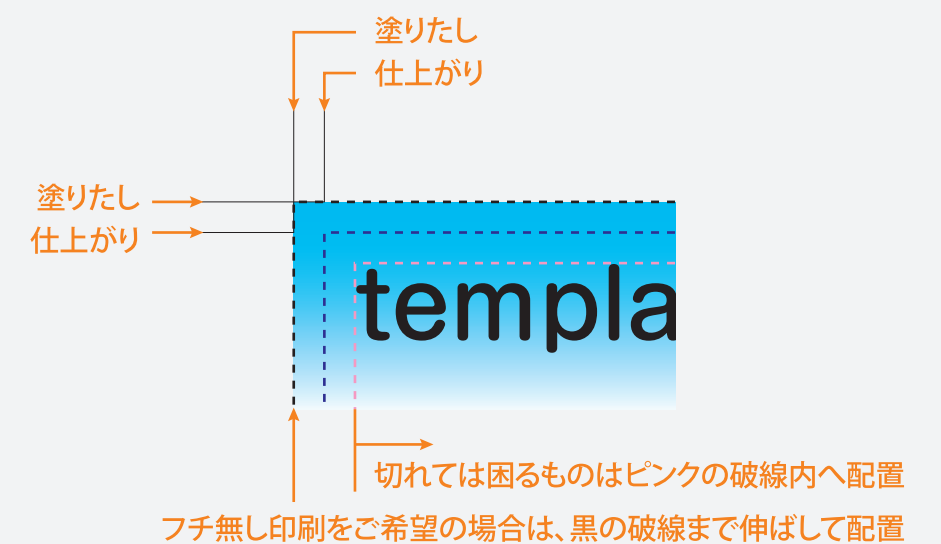 塗りたし
仕上がり
塗りたし
仕上がり
templa
切れては困るものはピンクの破線内へ配置
フチ無し印刷をご希望の場合は、黒の破線まで伸ばして配置